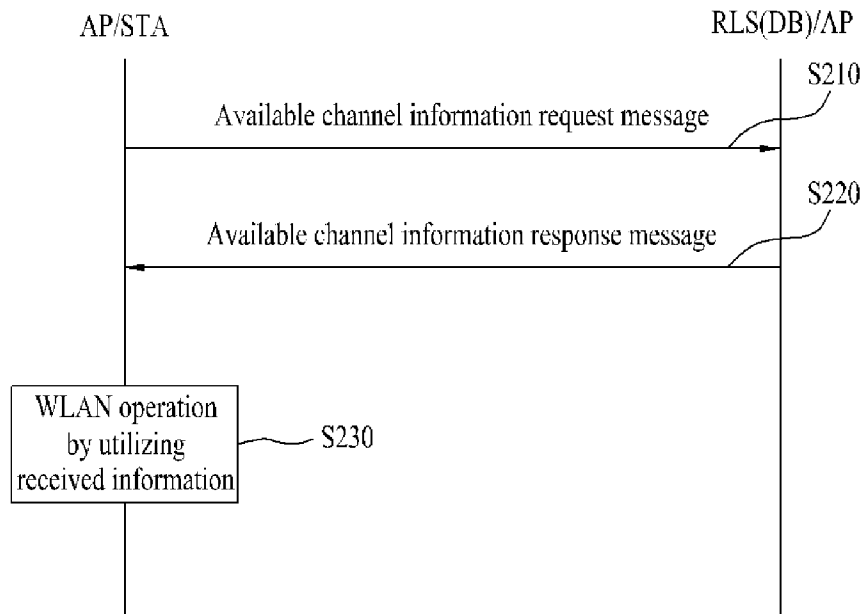 AP/STA
RLS(DB)/AP
S210
Available channel information request message
S220
Available channel information response message
WLAN operation
by utilizing
received information
S230